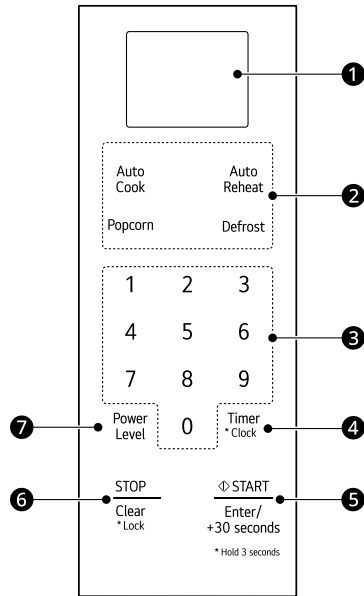 1
Auto Auto
Cook Reheat
2
Popcorn Defrost
1 2 3
4 5 6
3
7 8 9
7 Power Level 0 Timer * Clock 4
6 STOP START 5
Clear Enter/
* Lock +30 seconds
* Hold 3 seconds